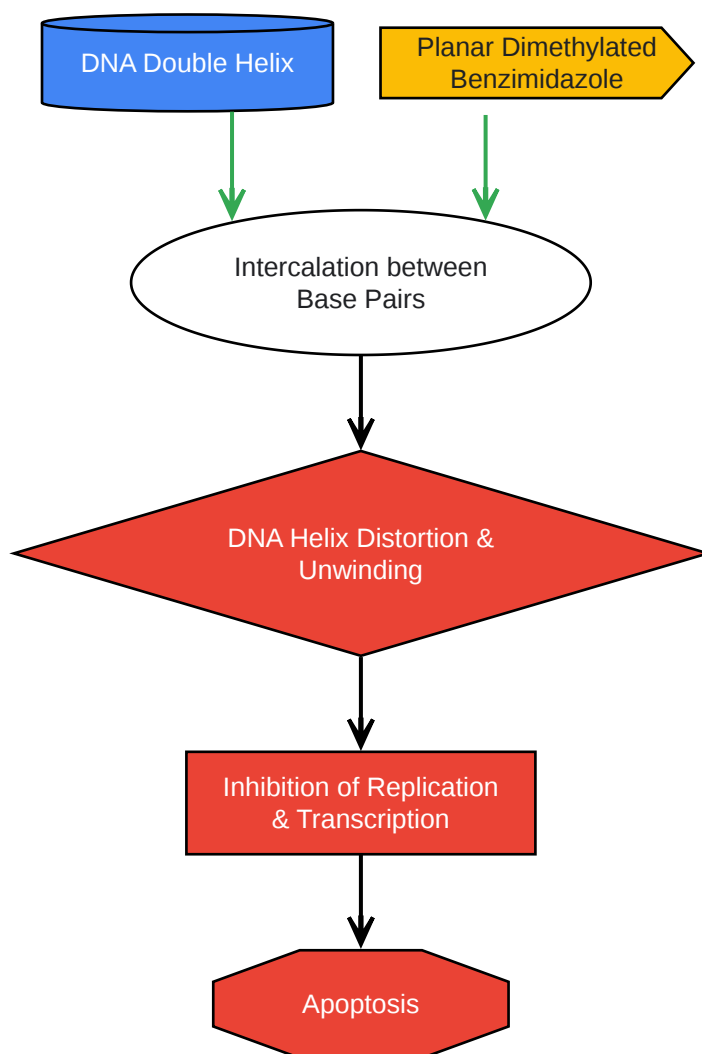 DNA Double Helix
Planar Dimethylated
Benzimidazole
Intercalation between
Base Pairs
DNA Helix Distortion &
Unwinding
Inhibition of Replication
& Transcription
Apoptosis